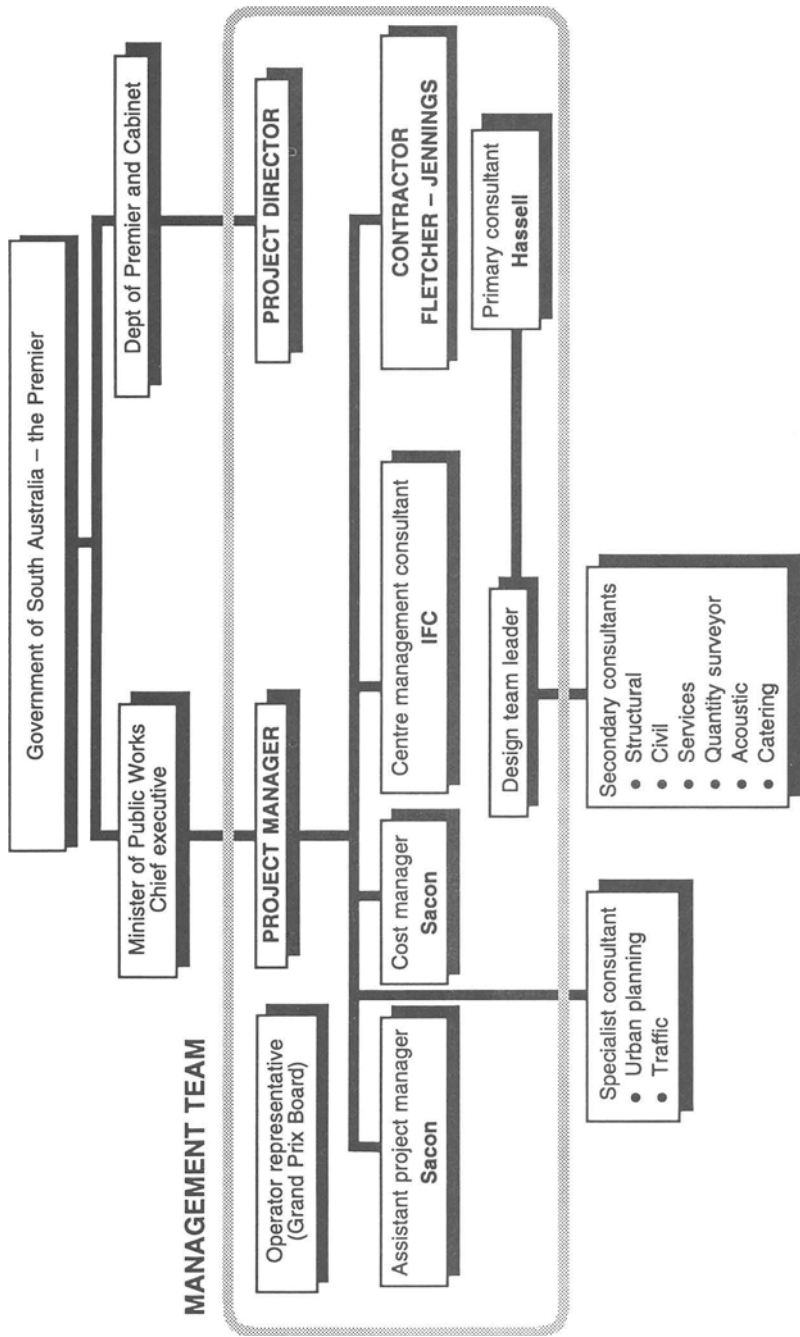 Government of South Australia – the Premier
Minister of Public Works
Chief executive
Dept of Premier and Cabinet
MANAGEMENT TEAM
Operator representative
(Grand Prix Board)
PROJECT MANAGER
PROJECT DIRECTOR
Assistant project manager
Sacon
Cost manager
Sacon
Centre management consultant
IFC
CONTRACTOR
FLETCHER – JENNINGS
Design team leader
Primary consultant
Hassell
Specialist consultant
● Urban planning
● Traffic
Secondary consultants
● Structural
● Civil
● Services
● Quantity surveyor
● Acoustic
● Catering